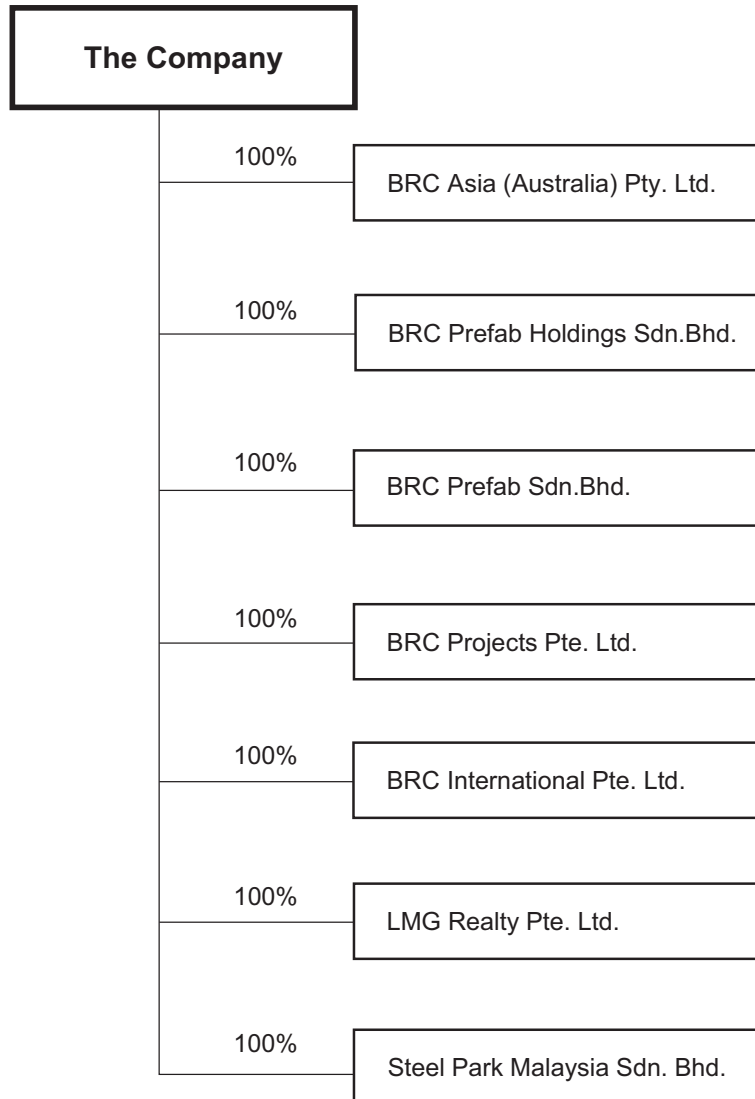 The Company
100%
BRC Asia (Australia) Pty. Ltd.
100%
BRC Prefab Holdings Sdn.Bhd.
100%
BRC Prefab Sdn.Bhd.
100%
BRC Projects Pte. Ltd.
100%
BRC International Pte. Ltd.
100%
LMG Realty Pte. Ltd.
100%
Steel Park Malaysia Sdn. Bhd.